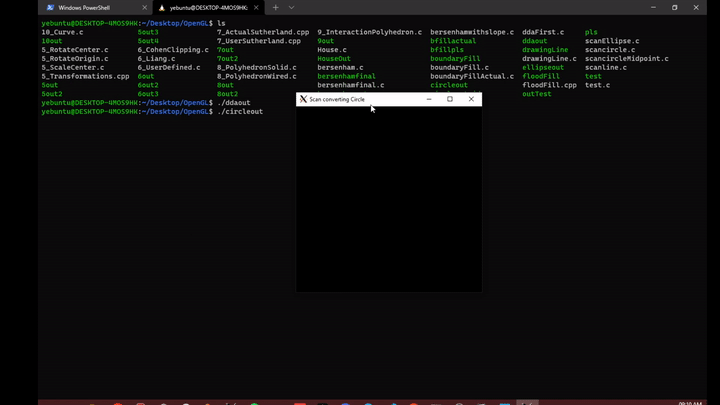 Windows PowerShell
yebuntu@DESKTOP-4MOS9HK:
yebuntu@DESKTOP-4MOS9HK:~/Desktop/OpenGL$ ls
10_Curve.c 5out3 7_ActualSutherland.cpp 9_InteractionPolyhedron.c bersenhamwithslope.c ddaFirst.c pls
10out 5out4 7_UserSutherland.cpp 9out bfillactual ddaout scanEllipse.c
5_RotateCenter.c 6_CohenClipping.c 7out House.c bfillpls drawingLine scancircle.c
5_RotateOrigin.c 6_Liang.c 7out2 HouseOut boundaryFill drawingLine.c scancircleMidpoint.c
5_ScaleCenter.c 6_UserDefined.c 8_PolyhedronSolid.c bersenham.c boundaryFill.c ellipseout scanline.c
5_Transformations.cpp 6out 8_PolyhedronWired.c bersenhamfinal boundaryFillActual.c floodFill test
5out 6out2 8out bersenhamfinal.c circleout floodFill.cpp test.c
5out2 6out3 8out2 outTest
yebuntu@DESKTOP-4MOS9HK:~/Desktop/OpenGL$ ./ddaout
yebuntu@DESKTOP-4MOS9HK:~/Desktop/OpenGL$ ./circleout
Scan converting Circle